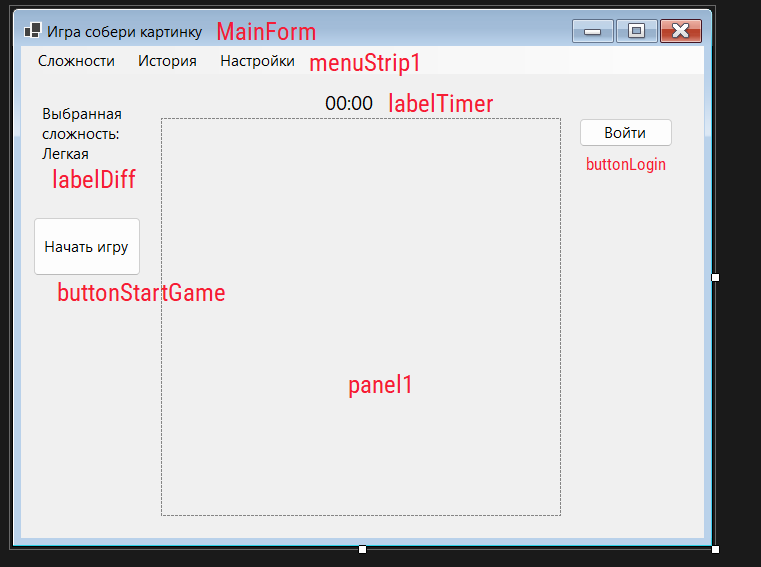 Игра собери картинку MainForm
Сложности История Настройки menuStrip1
00:00 labelTimer
Выбранная
сложность:
Легкая
labelDiff
Войти
buttonLogin
Начать игру
buttonStartGame
panel1